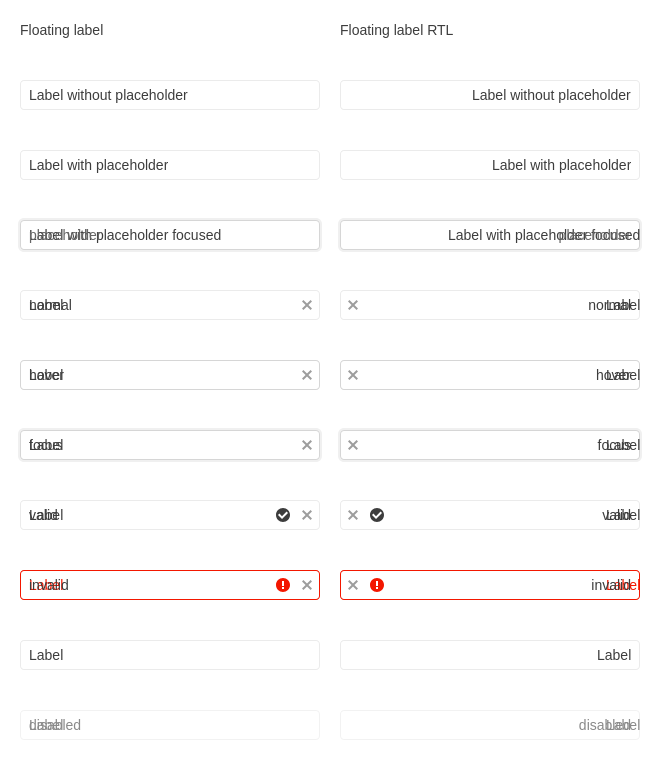 Floating label
Floating label RTL
Label without placeholder
Label without placeholder
Label with placeholder
Label with placeholder
Label with placeholder focused
placeholder
Label with placeholder focused
placeholder
Label
normal
normal
Label
Label
hover
hover
Label
Label
focus
focus
Label
Label
valid
valid
Label
Label
invalid
invalid
Label
Label
Label
Label
disabled
disabled
Label